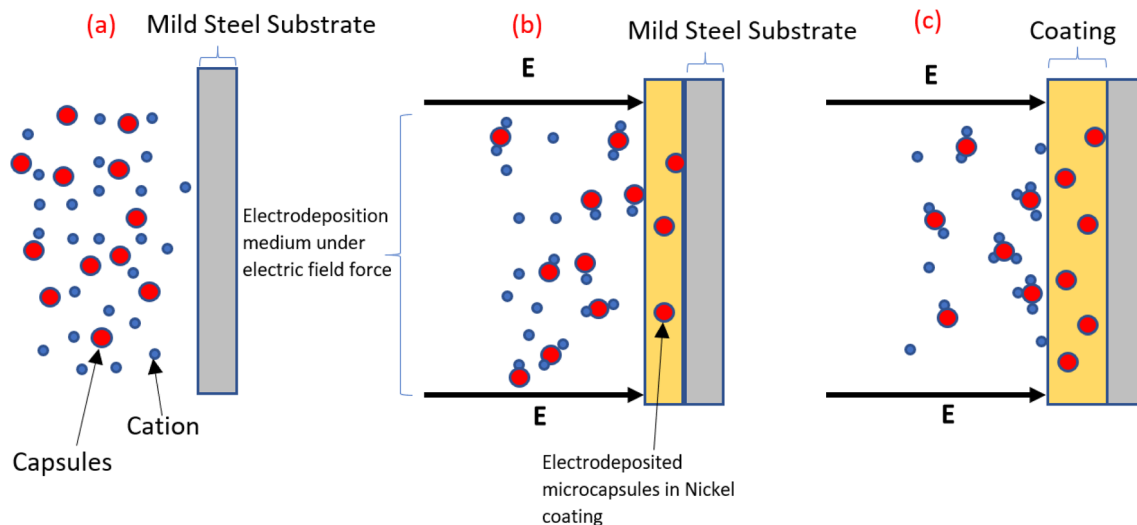 (a)
Mild Steel Substrate
Capsules
Cation
(b)
Mild Steel Substrate
E
Electrodeposition
medium under
electric field force
E
Electrodeposited
microcapsules in Nickel
coating
(c)
Coating
E
E